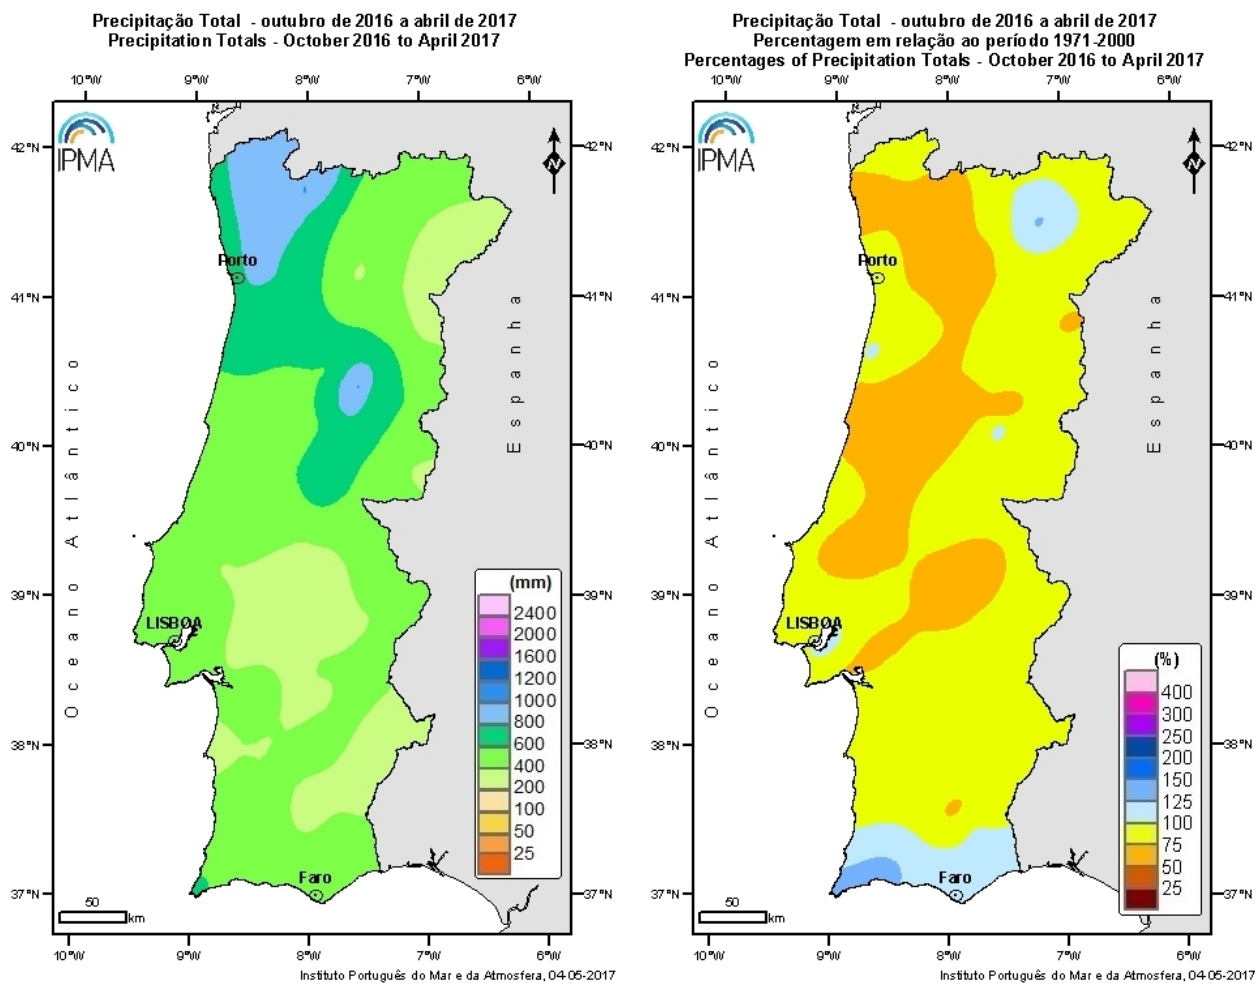 Precipitação Total - outubro de 2016 a abril de 2017
Precipitation Totals - October 2016 to April 2017
10°W 9°W 8°W 7°W 6°W
IPMA
N
42°N 42°N
Porto
41°N 41°N
Espanha
Oceano Atlântico
40°N 40°N
39°N 39°N
LISBOA
38°N 38°N
Faro
37°N 37°N
(mm)
2400
2000
1600
1200
1000
800
600
400
200
100
50
25
50
km
10°W 9°W 8°W 7°W 6°W
Instituto Português do Mar e da Atmosfera, 04-05-2017
Precipitação Total - outubro de 2016 a abril de 2017
Percentagem em relação ao período 1971-2000
Percentages of Precipitation Totals - October 2016 to April 2017
10°W 9°W 8°W 7°W 6°W
IPMA
N
42°N 42°N
Porto
41°N 41°N
Espanha
Oceano Atlântico
40°N 40°N
39°N 39°N
LISBOA
38°N 38°N
Faro
37°N 37°N
(%)
400
300
250
200
150
125
100
75
50
25
50
km
10°W 9°W 8°W 7°W 6°W
Instituto Português do Mar e da Atmosfera, 04-05-2017